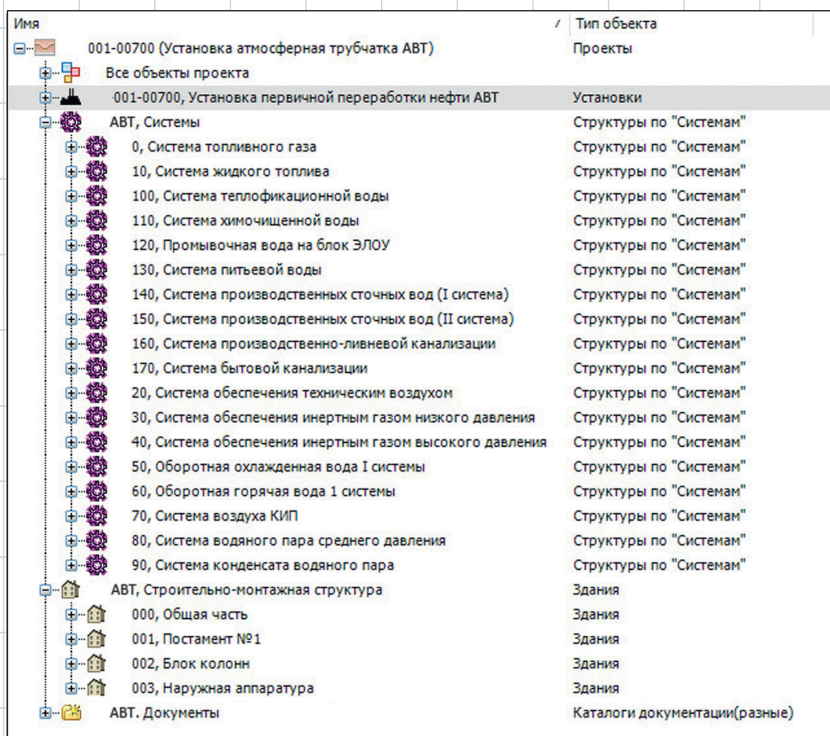 Имя / Тип объекта
001-00700 (Установка атмосферная трубчатка АВТ) Проекты
Все объекты проекта
001-00700, Установка первичной переработки нефти АВТ Установки
АВТ, Системы Структуры по "Системам"
0, Система топливного газа Структуры по "Системам"
10, Система жидкого топлива Структуры по "Системам"
100, Система теплофикационной воды Структуры по "Системам"
110, Система химочищенной воды Структуры по "Системам"
120, Промывочная вода на блок ЭЛОУ Структуры по "Системам"
130, Система питьевой воды Структуры по "Системам"
140, Система производственных сточных вод (I система) Структуры по "Системам"
150, Система производственных сточных вод (II система) Структуры по "Системам"
160, Система производственно-ливневой канализации Структуры по "Системам"
170, Система бытовой канализации Структуры по "Системам"
20, Система обеспечения техническим воздухом Структуры по "Системам"
30, Система обеспечения инертным газом низкого давления Структуры по "Системам"
40, Система обеспечения инертным газом высокого давления Структуры по "Системам"
50, Оборотная охлажденная вода I системы Структуры по "Системам"
60, Оборотная горячая вода 1 системы Структуры по "Системам"
70, Система воздуха КИП Структуры по "Системам"
80, Система водяного пара среднего давления Структуры по "Системам"
90, Система конденсата водяного пара Структуры по "Системам"
АВТ, Строительно-монтажная структура Здания
000, Общая часть Здания
001, Постамент №1 Здания
002, Блок колонн Здания
003, Наружная аппаратура Здания
АВТ. Документы Каталоги документации(разные)